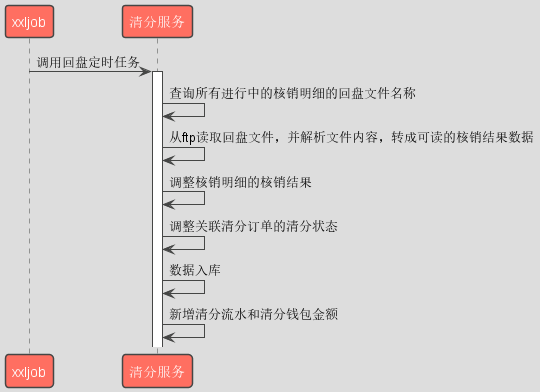 xxljob
清分服务
调用回盘定时任务
查询所有进行中的核销明细的回盘文件名称
从ftp读取回盘文件，并解析文件内容，转成可读的核销结果数据
调整核销明细的核销结果
调整关联清分订单的清分状态
数据入库
新增清分流水和清分钱包金额
xxljob
清分服务